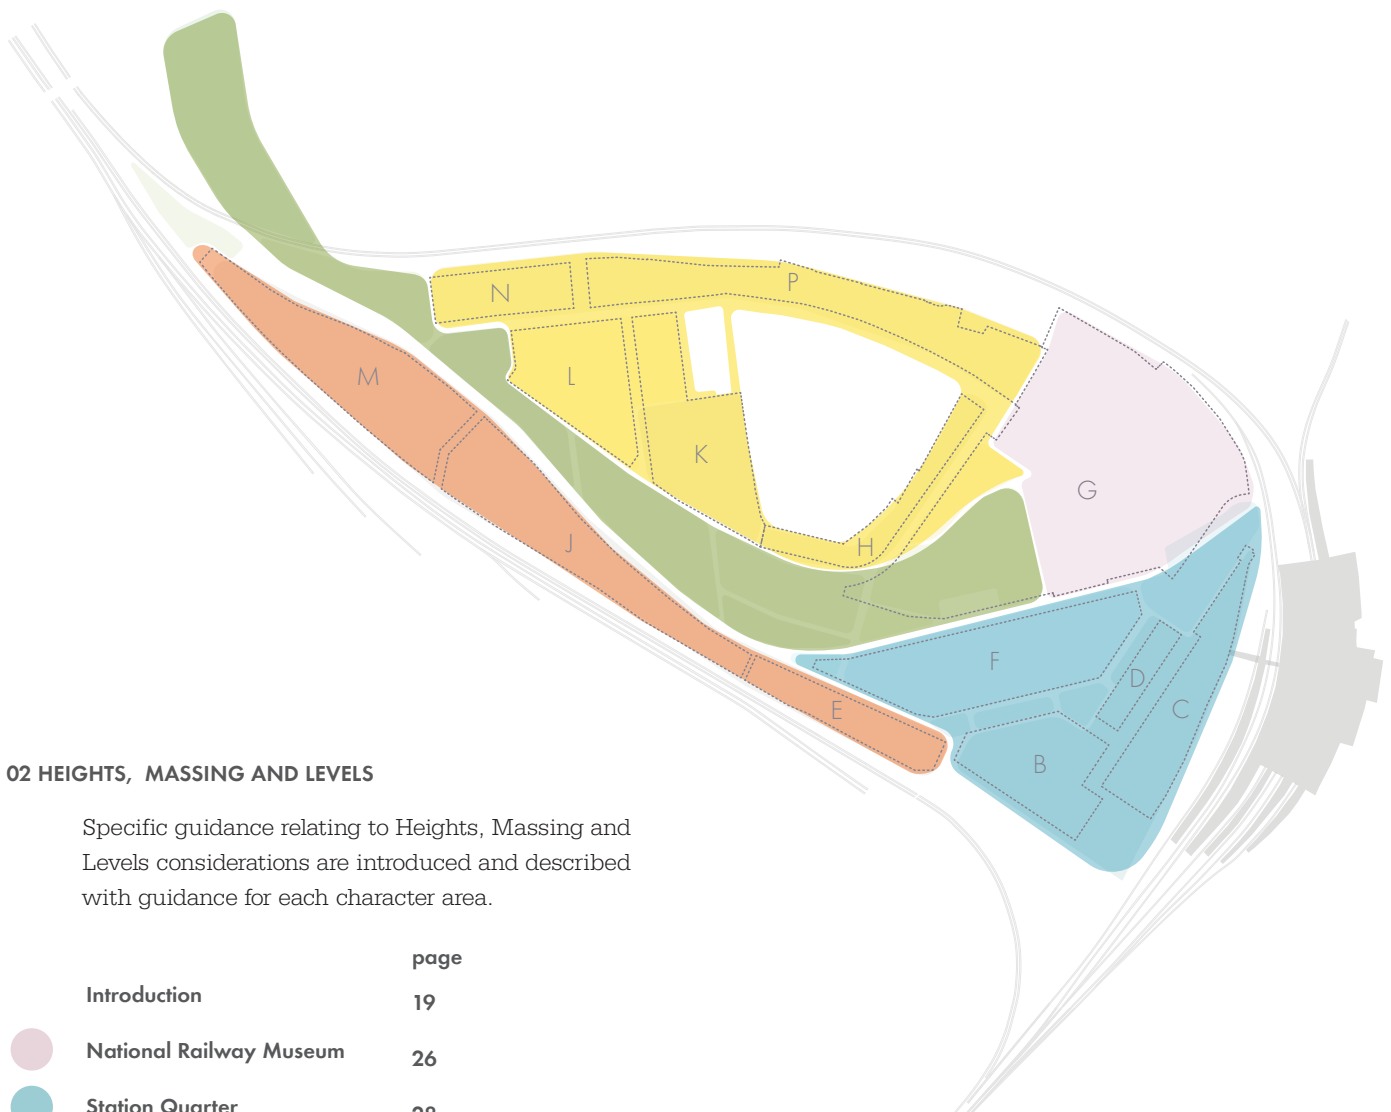 N
P
L
M
K
G
J
H
F
D
C
E
B
02 HEIGHTS, MASSING AND LEVELS
Specific guidance relating to Heights, Massing and
Levels considerations are introduced and described
with guidance for each character area.
page
Introduction 19
National Railway Museum 26
Station Quarter